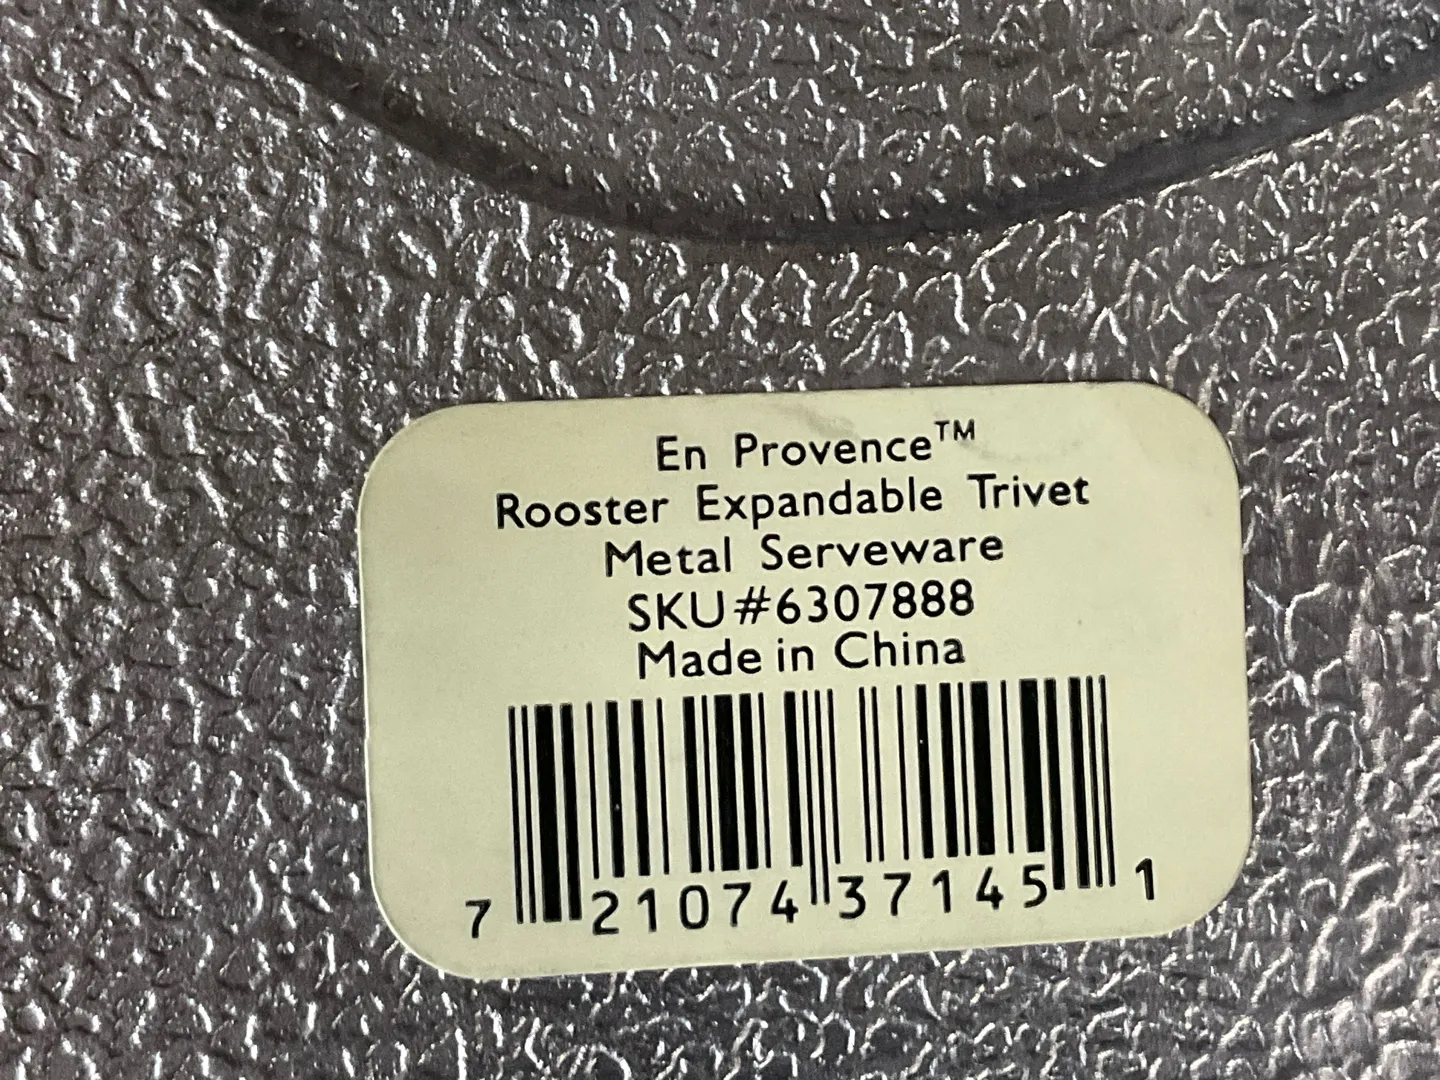 En Provence™
Rooster Expandable Trivet
Metal Serveware
SKU#6307888
Made in China
7 21074 37145 1